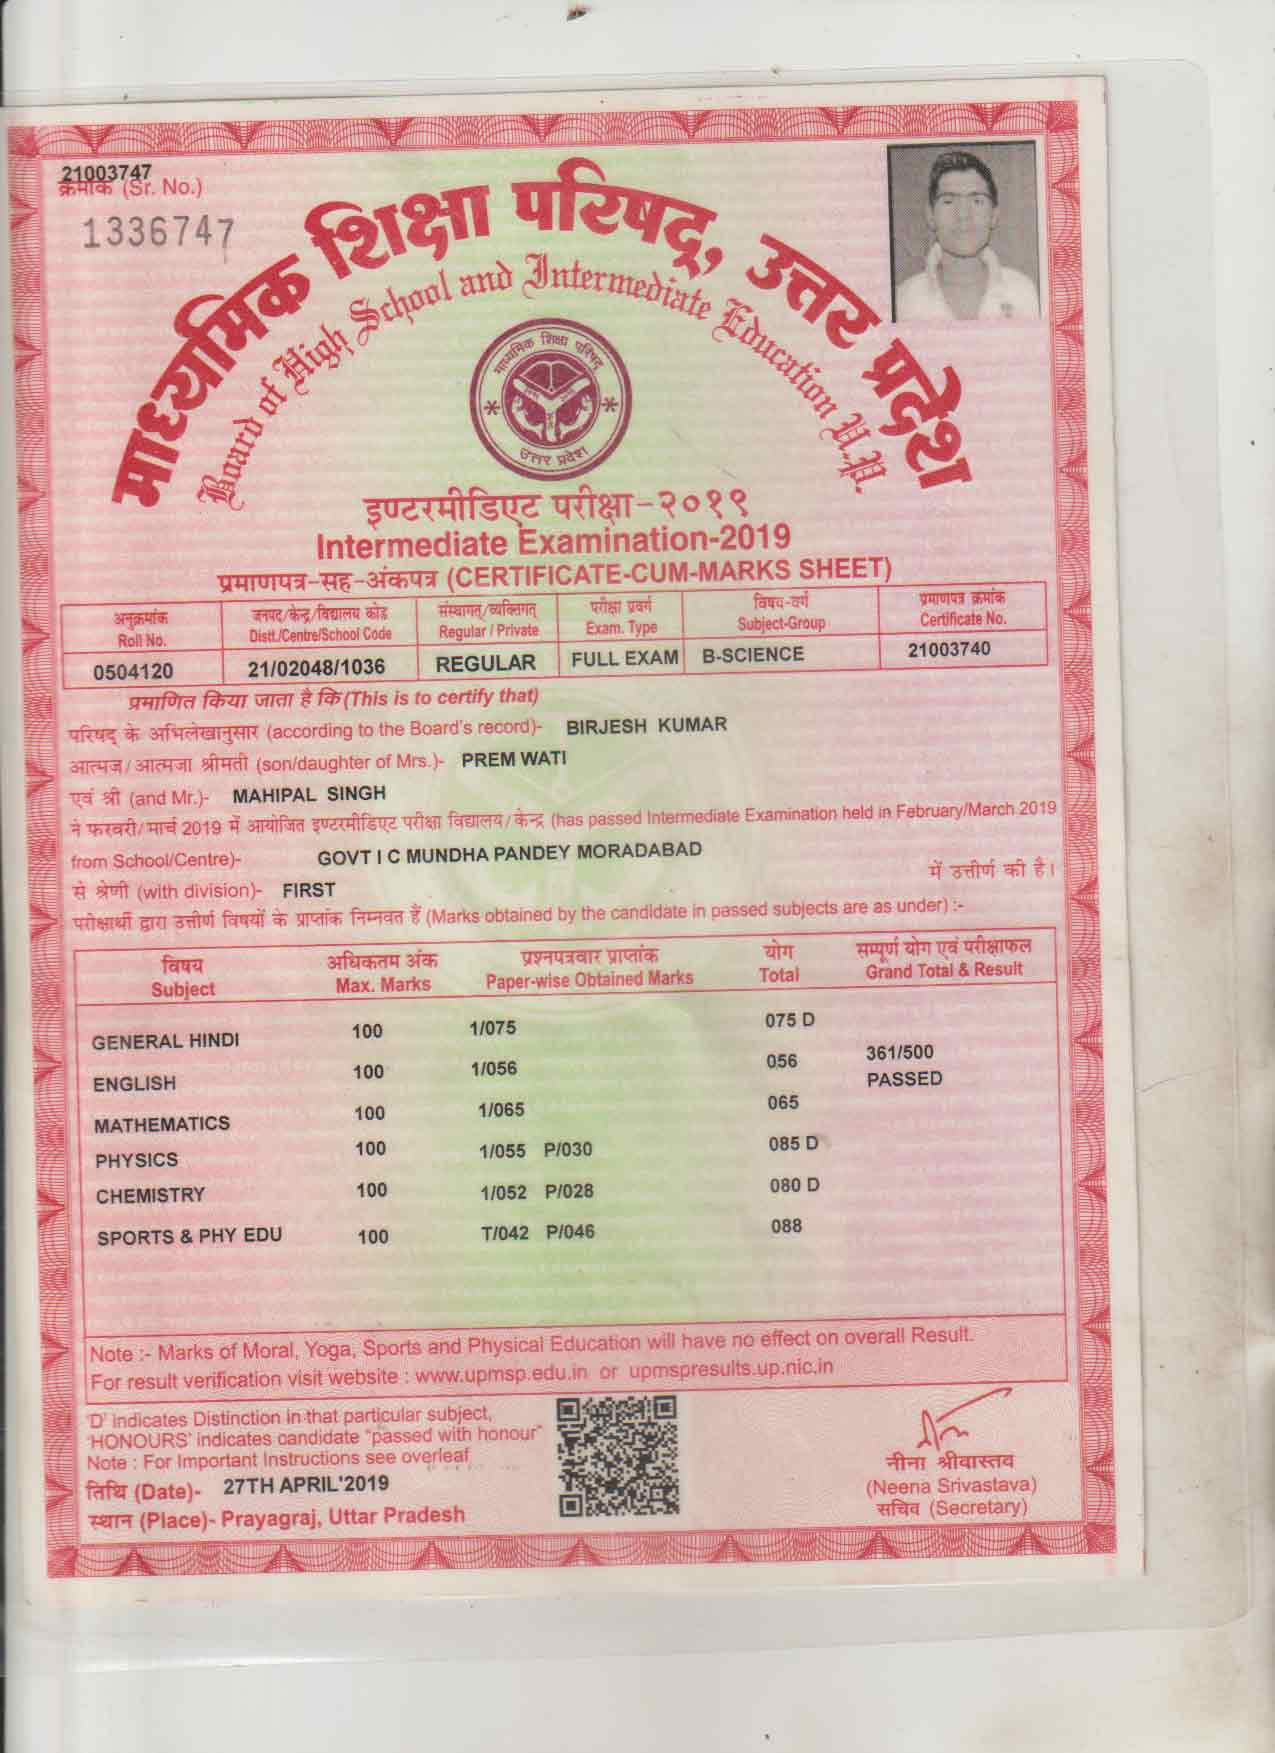 21003747
क्रमांक (Sr. No.)
1336747
माध्यमिक शिक्षा परिषद्, उत्तर प्रदेश
Board of High School and Intermediate Education U.P.
माध्यमिक शिक्षा परिषद्
उत्तर प्रदेश
इण्टरमीडिएट परीक्षा-२०१९
Intermediate Examination-2019
प्रमाणपत्र-सह-अंकपत्र (CERTIFICATE-CUM-MARKS SHEET)
अनुक्रमांक जनपद/केन्द्र/विद्यालय कोड संस्थागत्/व्यक्तिगत् परीक्षा प्रवर्ग विषय-वर्ग प्रमाणपत्र क्रमांक
Roll No. Distt./Centre/School Code Regular / Private Exam. Type Subject-Group Certificate No.
0504120 21/02048/1036 REGULAR FULL EXAM B-SCIENCE 21003740
प्रमाणित किया जाता है कि (This is to certify that)
परिषद् के अभिलेखानुसार (according to the Board's record)- BIRJESH KUMAR
आत्मज/आत्मजा श्रीमती (son/daughter of Mrs.)- PREM WATI
एवं श्री (and Mr.)- MAHIPAL SINGH
ने फरवरी/मार्च 2019 में आयोजित इण्टरमीडिएट परीक्षा विद्यालय/केन्द्र (has passed Intermediate Examination held in February/March 2019
from School/Centre)- GOVT I C MUNDHA PANDEY MORADABAD
से श्रेणी (with division)- FIRST में उत्तीर्ण की है।
परीक्षार्थी द्वारा उत्तीर्ण विषयों के प्राप्तांक निम्नवत हैं (Marks obtained by the candidate in passed subjects are as under) :-
विषय अधिकतम अंक प्रश्नपत्रवार प्राप्तांक योग सम्पूर्ण योग एवं परीक्षाफल
Subject Max. Marks Paper-wise Obtained Marks Total Grand Total & Result
GENERAL HINDI 100 1/075 075 D
ENGLISH 100 1/056 056 361/500
PASSED
MATHEMATICS 100 1/065 065
PHYSICS 100 1/055 P/030 085 D
CHEMISTRY 100 1/052 P/028 080 D
SPORTS & PHY EDU 100 T/042 P/046 088
Note :- Marks of Moral, Yoga, Sports and Physical Education will have no effect on overall Result.
For result verification visit website : www.upmsp.edu.in or upmspresults.up.nic.in
'D' indicates Distinction in that particular subject,
'HONOURS' indicates candidate "passed with honour"
Note : For Important Instructions see overleaf
तिथि (Date)- 27TH APRIL'2019
स्थान (Place)- Prayagraj, Uttar Pradesh
नीना श्रीवास्तव
(Neena Srivastava)
सचिव (Secretary)